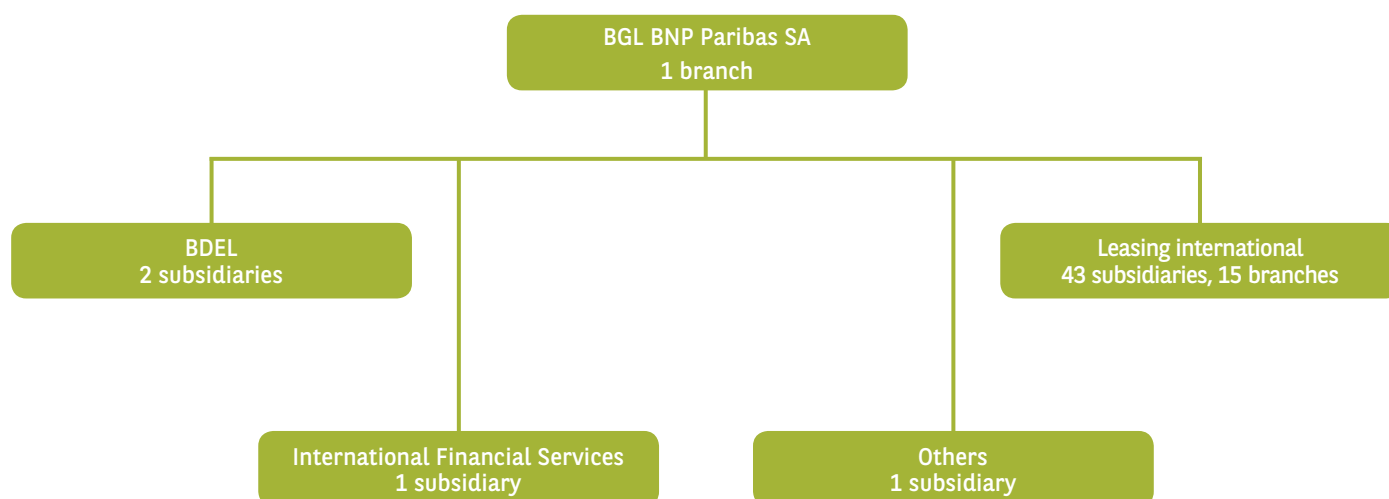 BGL BNP Paribas SA
1 branch
BDEL
2 subsidiaries
Leasing international
43 subsidiaries, 15 branches
International Financial Services
1 subsidiary
Others
1 subsidiary